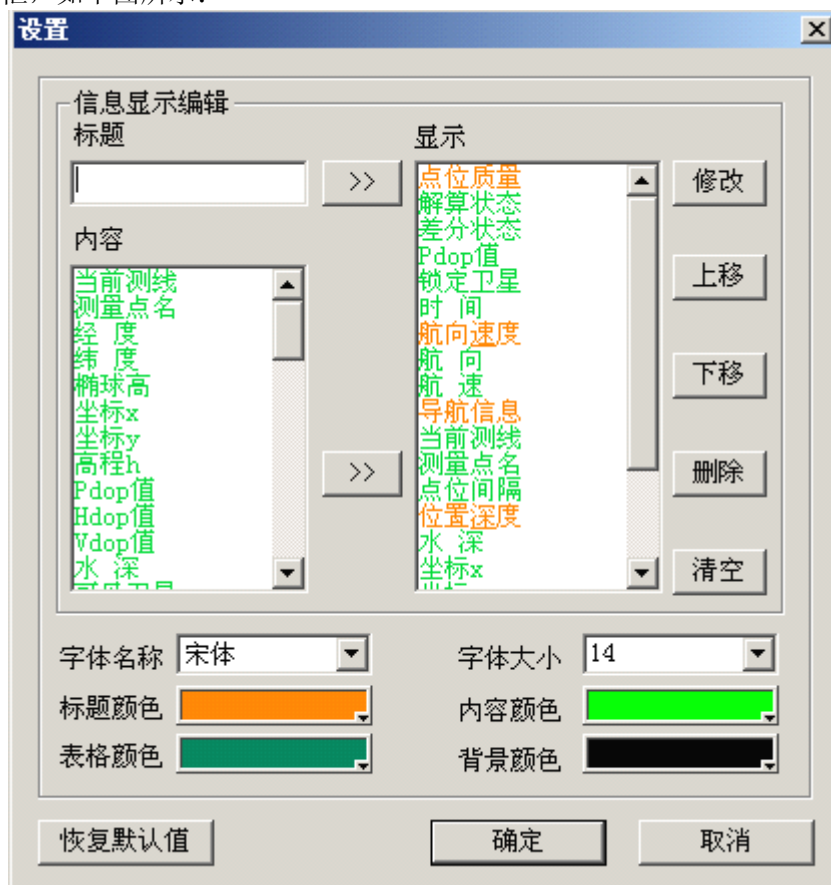 设置
信息显示编辑
标题
显示
>>
内容
当前测线
测量点名
经 度
纬 度
椭球高
坐标x
坐标y
高程h
Pdop值
Hdop值
Vdop值
水 深
>>
点位质量
解算状态
差分状态
Pdop值
锁定卫星
时 间
航向速度
航 向
航 速
导航信息
当前测线
测量点名
点位间隔
位置深度
水 深
坐标x
修改
上移
下移
删除
清空
字体名称 宋体 字体大小 14
标题颜色 内容颜色
表格颜色 背景颜色
恢复默认值 确定 取消